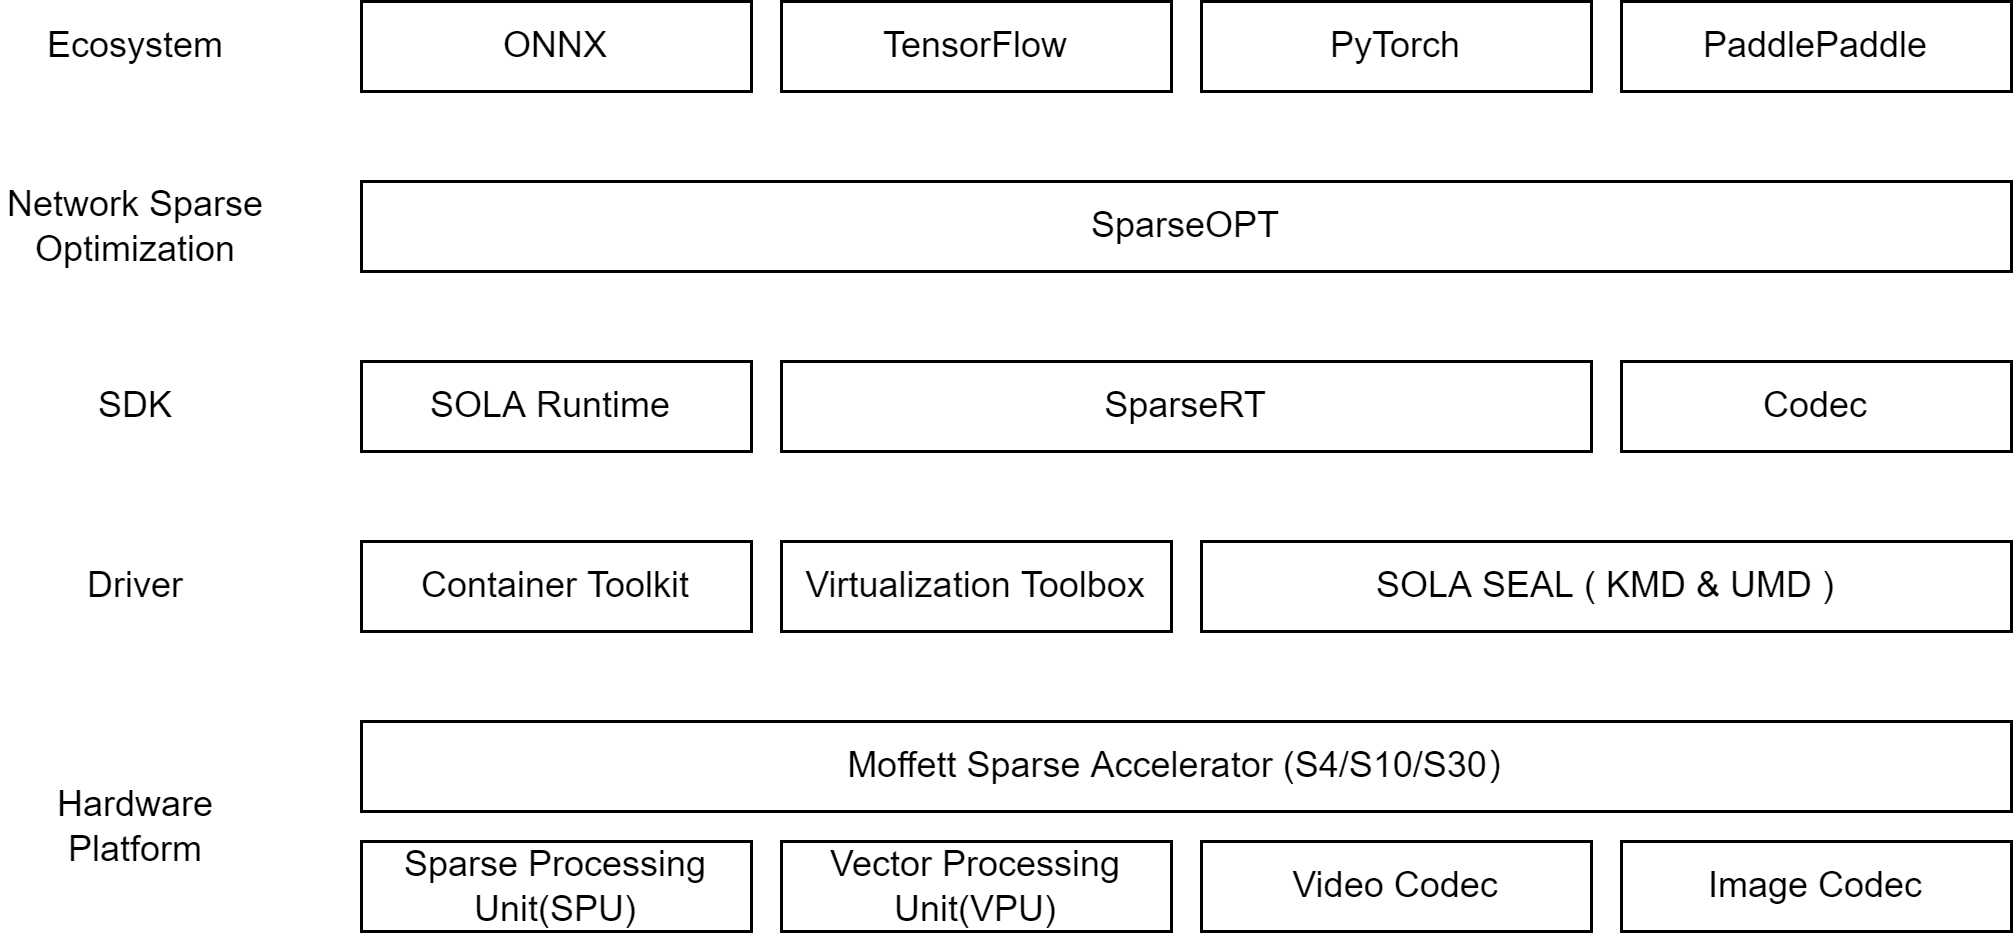 Ecosystem
ONNX
TensorFlow
PyTorch
PaddlePaddle
Network Sparse
Optimization
SparseOPT
SDK
SOLA Runtime
SparseRT
Codec
Driver
Container Toolkit
Virtualization Toolbox
SOLA SEAL ( KMD & UMD )
Hardware
Platform
Moffett Sparse Accelerator (S4/S10/S30)
Sparse Processing
Unit(SPU)
Vector Processing
Unit(VPU)
Video Codec
Image Codec